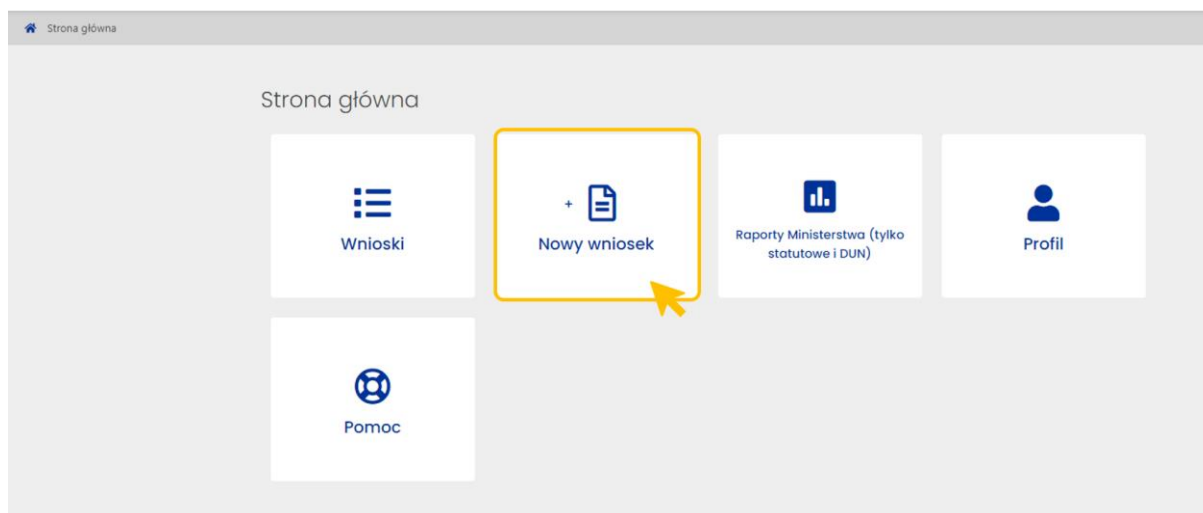 Strona główna
Strona główna
Wnioski
+
Nowy wniosek
Raporty Ministerstwa (tylko
statutowe i DUN)
Profil
Pomoc